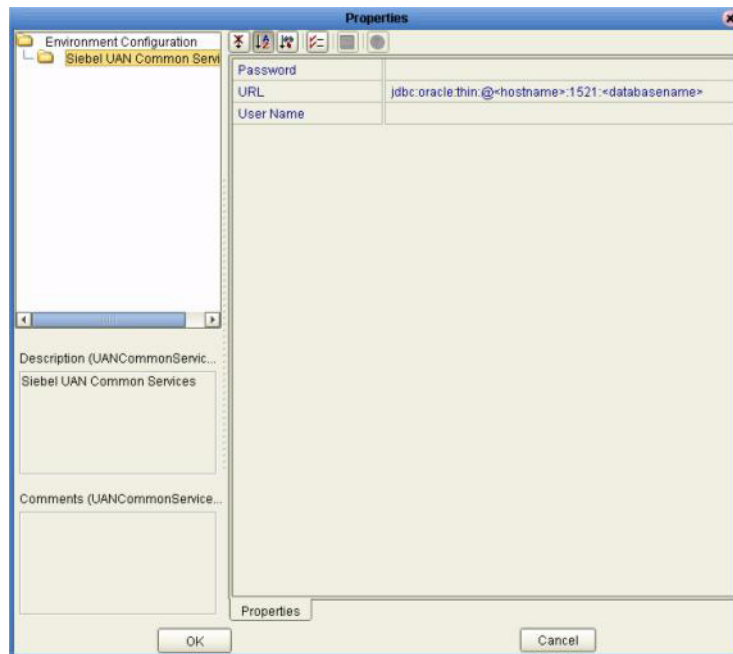 Properties
Environment Configuration
Siebel UAN Common Servi
Password
URL jdbc:oracle:thin:@<hostname>:1521:<databasename>
User Name
Description (UANCommonServic...
Siebel UAN Common Services
Comments (UANCommonService...
Properties
OK Cancel